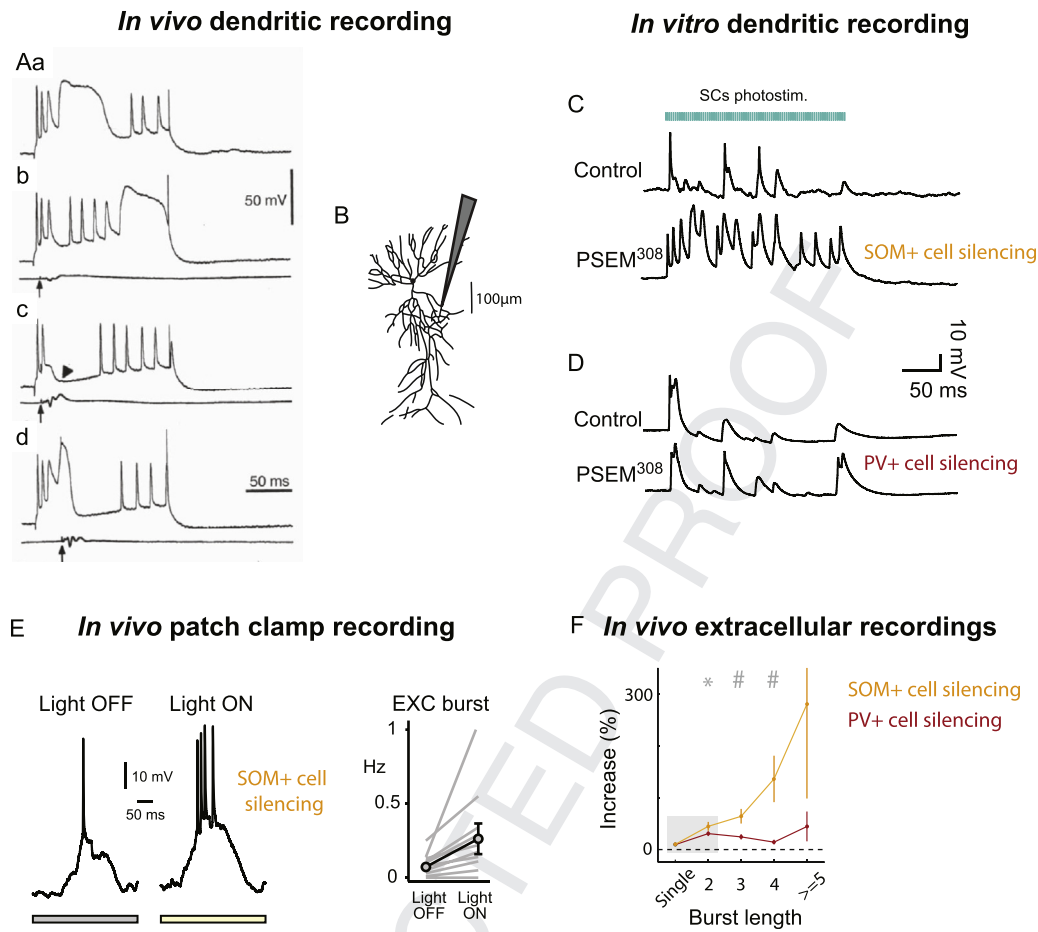 In vivo dendritic recording
In vitro dendritic recording
Aa
b
50 mV
c
d
50 ms
B
100μm
C
SCs photostim.
Control
PSEM308
SOM+ cell silencing
10 mV
50 ms
D
Control
PSEM308
PV+ cell silencing
E
In vivo patch clamp recording
Light OFF
Light ON
10 mV
50 ms
SOM+ cell
silencing
EXC burst
1
Hz
0.5
0
Light
OFF
Light
ON
F
In vivo extracellular recordings
* # #
300
Increase (%)
0
SOM+ cell silencing
PV+ cell silencing
Single
2
3
4
>=5
Burst length
TED PROOF